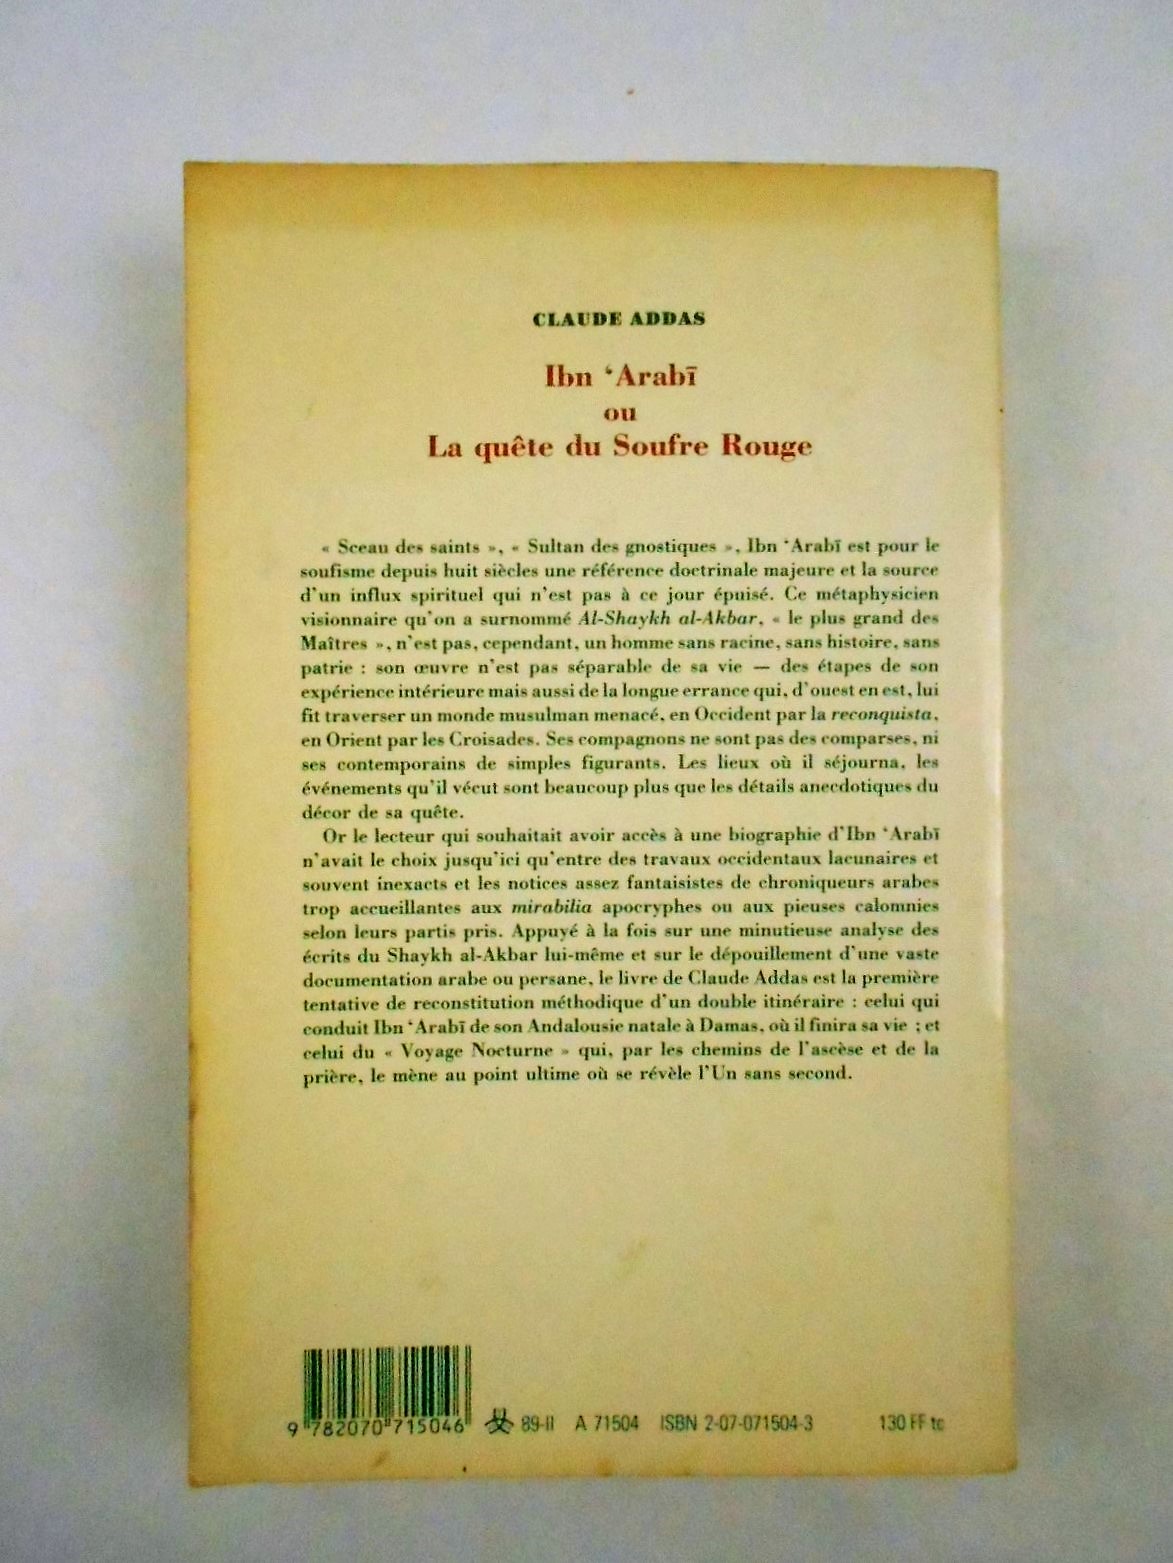 CLAUDE ADDAS
Ibn ‘Arabī
ou
La quête du Soufre Rouge
« Sceau des saints », « Sultan des gnostiques », Ibn ‘Arabī est pour le
soufisme depuis huit siècles une référence doctrinale majeure et la source
d'un influx spirituel qui n'est pas à ce jour épuisé. Ce métaphysicien
visionnaire qu'on a surnommé Al-Shaykh al-Akbar, « le plus grand des
Maîtres », n'est pas, cependant, un homme sans racine, sans histoire, sans
patrie : son œuvre n'est pas séparable de sa vie — des étapes de son
expérience intérieure mais aussi de la longue errance qui, d'ouest en est, lui
fit traverser un monde musulman menacé, en Occident par la reconquista,
en Orient par les Croisades. Ses compagnons ne sont pas des comparses, ni
ses contemporains de simples figurants. Les lieux où il séjourna, les
événements qu'il vécut sont beaucoup plus que les détails anecdotiques du
décor de sa quête.
Or le lecteur qui souhaitait avoir accès à une biographie d'Ibn ‘Arabī
n'avait le choix jusqu'ici qu'entre des travaux occidentaux lacunaires et
souvent inexacts et les notices assez fantaisistes de chroniqueurs arabes
trop accueillantes aux mirabilia apocryphes ou aux pieuses calomnies
selon leurs partis pris. Appuyé à la fois sur une minutieuse analyse des
écrits du Shaykh al-Akbar lui-même et sur le dépouillement d'une vaste
documentation arabe ou persane, le livre de Claude Addas est la première
tentative de reconstitution méthodique d'un double itinéraire : celui qui
conduit Ibn ‘Arabī de son Andalousie natale à Damas, où il finira sa vie ; et
celui du « Voyage Nocturne » qui, par les chemins de l'ascèse et de la
prière, le mène au point ultime où se révèle l'Un sans second.
9 782070 715046 89-II A 71504 ISBN 2-07-071504-3 130 FF tc